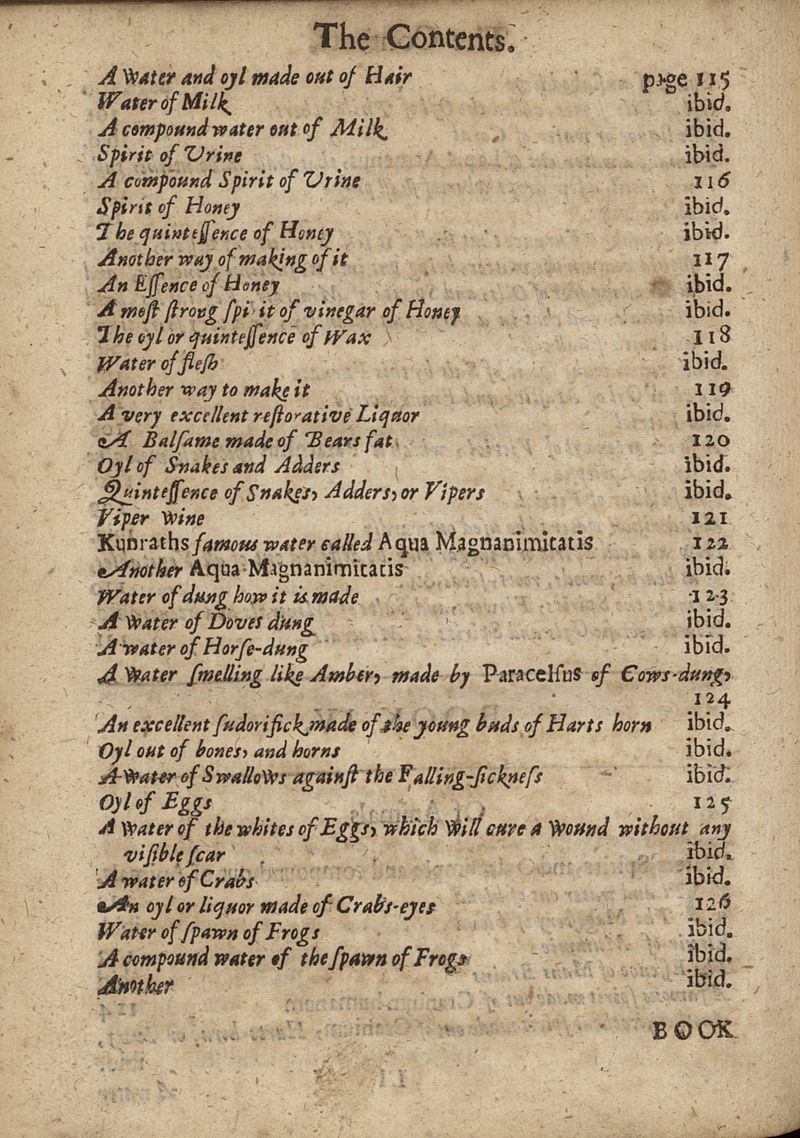 The Contents.
A Water and oyl made out of Hair page 115
Water of Milk ibid.
A compound water out of Milk ibid.
Spirit of Urine ibid.
A compound Spirit of Urine 116
Spirit of Honey ibid.
The quinteſſence of Honey ibid.
Another way of making of it 117
An Eſſence of Honey ibid.
A moſt ſtrong ſpi it of vinegar of Honey ibid.
The oyl or quinteſſence of Wax 118
Water of fleſh ibid.
Another way to make it 119
A very excellent reſtorative Liquor ibid.
A Balſame made of Bears fat 120
Oyl of Snakes and Adders ibid.
Quinteſſence of Snakes, Adders, or Vipers ibid.
Viper Wine 121
Kunraths famous water called Aqua Magnanimitatis 122
Another Aqua Magnanimitatis ibid.
Water of dung how it is made 123
A Water of Doves dung ibid.
A water of Horſe-dung ibid.
A Water ſmelling like Amber, made by Paracelſus of Cows-dung,
124
An excellent ſudorifick made of the young buds of Harts horn ibid.
Oyl out of bones, and horns ibid.
A Water of Swallows againſt the Falling-ſickneſs ibid.
Oyl of Eggs 125
A Water of the whites of Eggs, which Will cure a Wound without any
viſible ſcar ibid.
A water of Crabs ibid.
An oyl or liquor made of Crabs-eyes 126
Water of ſpawn of Frogs ibid.
A compound water of the ſpawn of Frogs ibid.
Another ibid.
BOOK